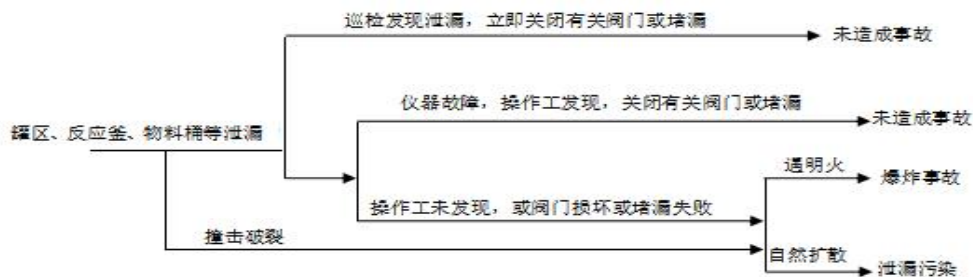 巡检发现泄漏，立即关闭有关阀门或堵漏
未造成事故
仪器故障，操作工发现，关闭有关阀门或堵漏
未造成事故
罐区、反应釜、物料桶等泄漏
遇明火
爆炸事故
操作工未发现，或阀门损坏或堵漏失败
撞击破裂
自然扩散
泄漏污染